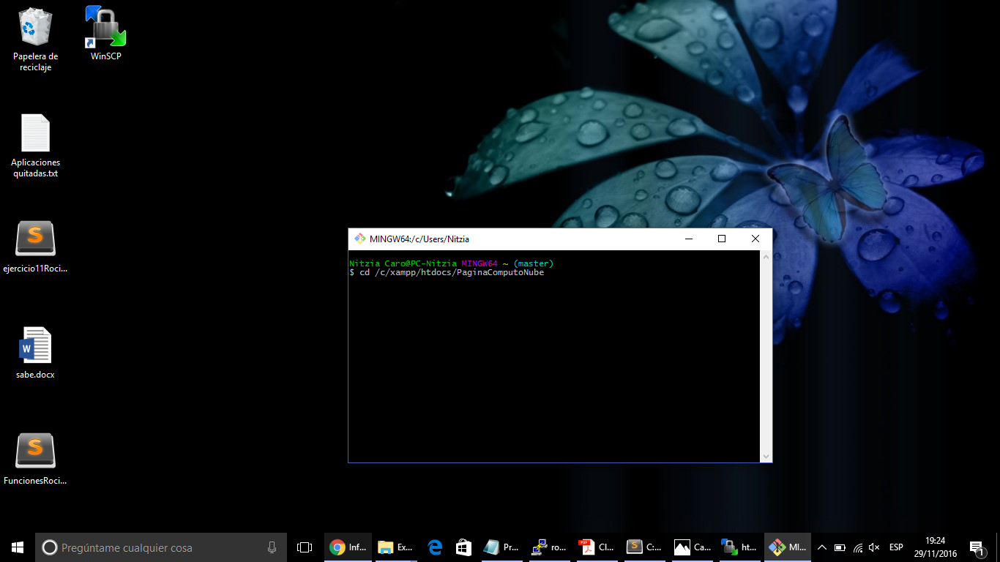 Papelera de
reciclaje
WinSCP
Aplicaciones
quitadas.txt
ejercicio11Roci...
sabe.docx
FuncionesRoci...
MINGW64:/c/Users/Nitzia
Nitzia Caro@PC-Nitzia MINGW64 ~ (master)
$ cd /c/xampp/htdocs/PaginaComputoNube
Pregúntame cualquier cosa
Inf...
Ex...
Pr...
ro...
Cl...
C:...
Ca...
ht...
MI...
ESP
19:24
29/11/2016
1